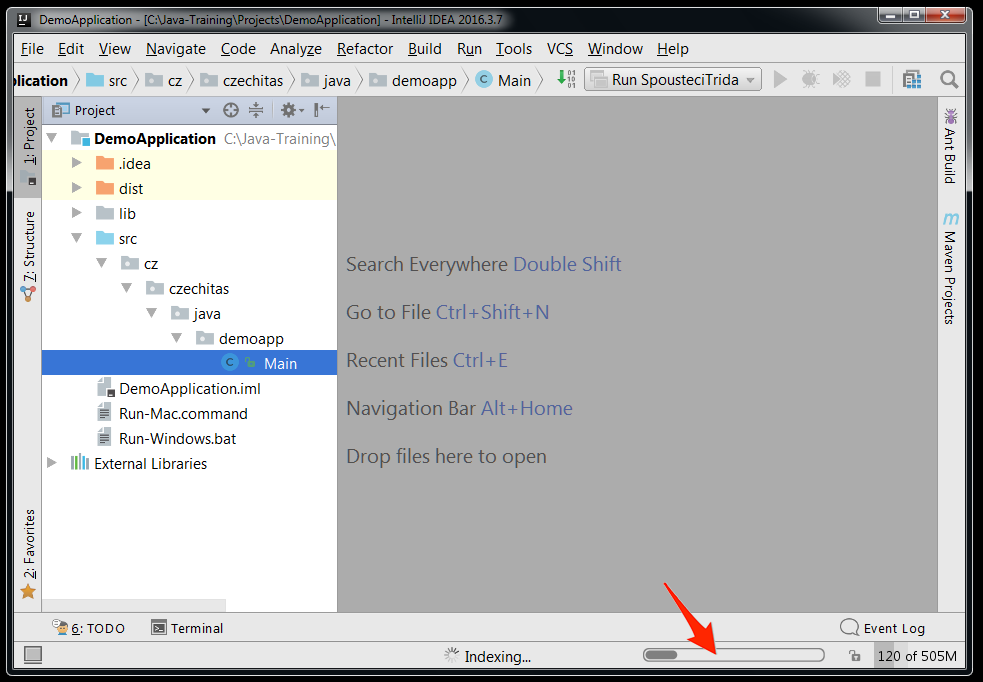 DemoApplication - [C:\Java-Training\Projects\DemoApplication] - IntelliJ IDEA 2016.3.7
File Edit View Navigate Code Analyze Refactor Build Run Tools VCS Window Help
plication src cz czechitas java demoapp Main Run SpousteciTrida
1: Project
7: Structure
2: Favorites
Project
DemoApplication C:\Java-Training\
.idea
dist
lib
src
cz
czechitas
java
demoapp
Main
DemoApplication.iml
Run-Mac.command
Run-Windows.bat
External Libraries
Search Everywhere Double Shift
Go to File Ctrl+Shift+N
Recent Files Ctrl+E
Navigation Bar Alt+Home
Drop files here to open
Ant Build
Maven Projects
6: TODO Terminal Event Log
Indexing... 120 of 505M